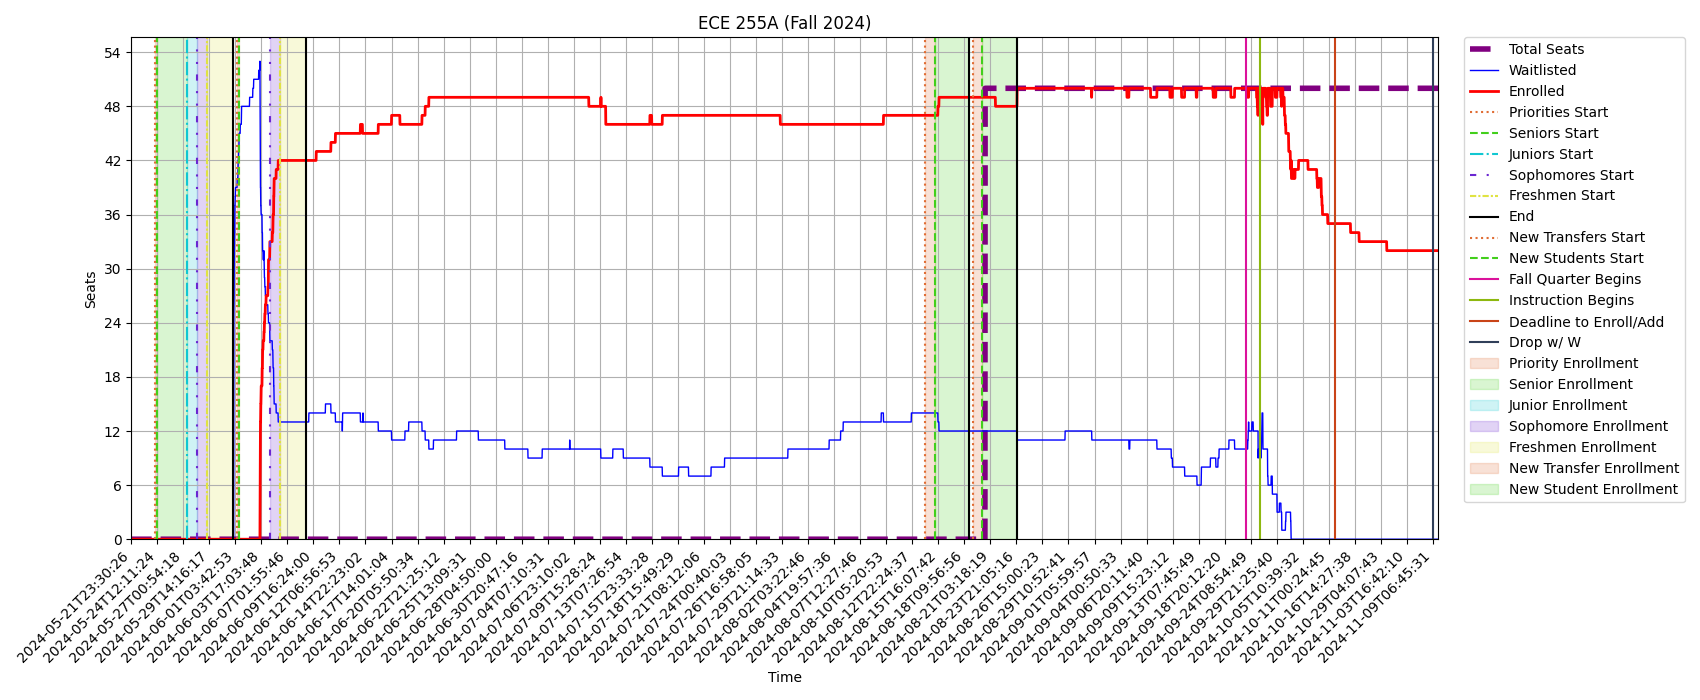 ECE 255A (Fall 2024)
Seats
54
48
42
36
30
24
18
12
6
0
2024-05-21T23:30:26
2024-05-24T12:11:24
2024-05-27T00:54:18
2024-05-29T14:16:17
2024-06-01T03:42:53
2024-06-03T17:03:48
2024-06-07T01:55:46
2024-06-09T16:24:00
2024-06-12T06:56:53
2024-06-14T22:23:02
2024-06-17T14:01:04
2024-06-22T05:50:34
2024-06-22T21:25:12
2024-06-25T13:09:31
2024-06-28T04:50:00
2024-06-30T20:47:16
2024-07-04T07:10:31
2024-07-06T23:10:02
2024-07-09T15:28:24
2024-07-13T07:26:54
2024-07-15T23:33:28
2024-07-18T15:49:29
2024-07-21T08:12:06
2024-07-24T00:40:03
2024-07-26T16:58:05
2024-07-29T21:14:33
2024-08-02T03:22:46
2024-08-04T19:57:36
2024-08-07T12:27:46
2024-08-10T05:20:53
2024-08-12T22:24:37
2024-08-15T16:07:42
2024-08-18T09:56:56
2024-08-21T03:18:19
2024-08-23T21:05:16
2024-08-26T15:00:23
2024-08-29T10:52:41
2024-09-01T05:59:57
2024-09-04T00:50:33
2024-09-06T20:11:40
2024-09-10T15:23:12
2024-09-13T17:45:49
2024-09-18T20:12:20
2024-09-24T08:54:49
2024-09-29T21:25:40
2024-10-05T10:39:32
2024-10-11T00:24:45
2024-10-16T14:27:38
2024-10-29T04:07:43
2024-11-03T16:42:10
2024-11-09T06:45:31
Time
Total Seats
Waitlisted
Enrolled
Priorities Start
Seniors Start
Juniors Start
Sophomores Start
Freshmen Start
End
New Transfers Start
New Students Start
Fall Quarter Begins
Instruction Begins
Deadline to Enroll/Add
Drop w/ W
Priority Enrollment
Senior Enrollment
Junior Enrollment
Sophomore Enrollment
Freshmen Enrollment
New Transfer Enrollment
New Student Enrollment